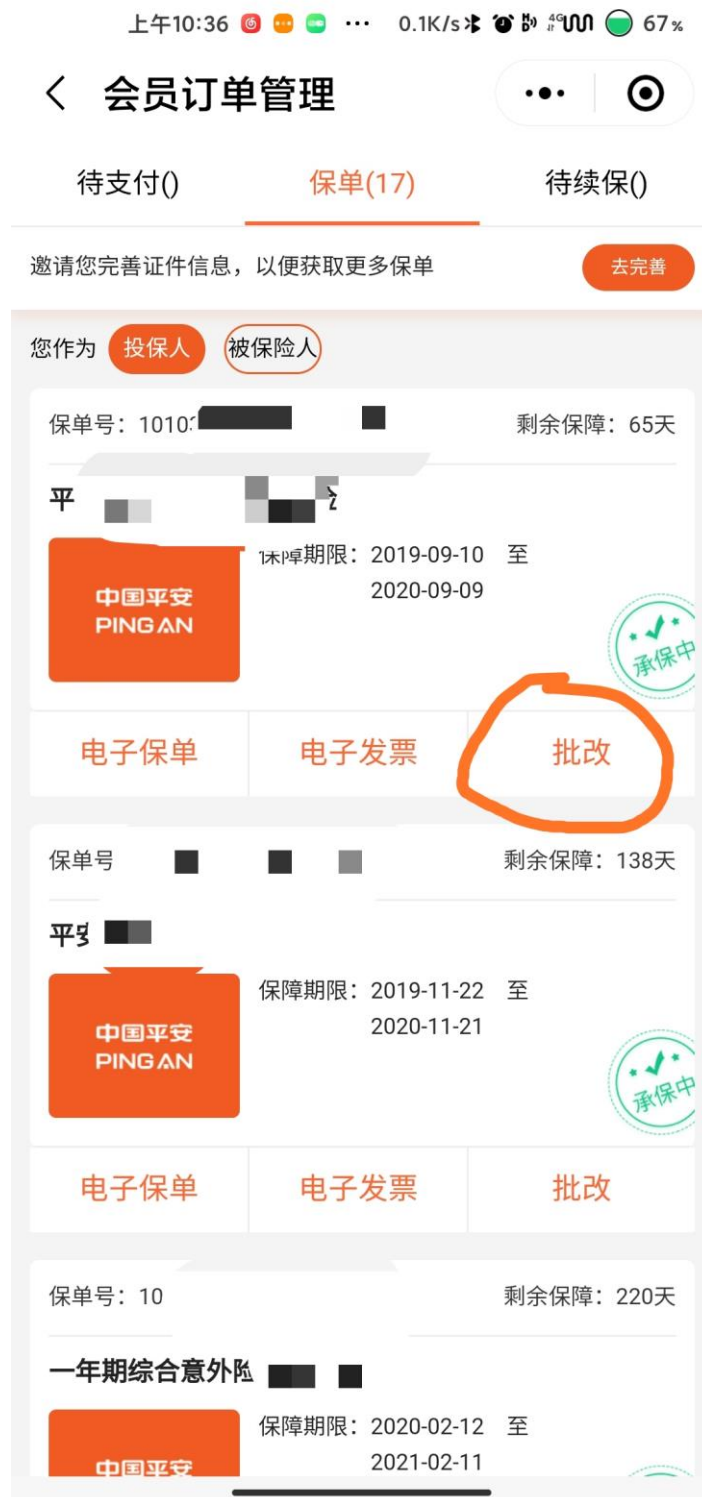 上午10:36 ··· 0.1K/s 4G 67%
会员订单管理
待支付() 保单(17) 待续保()
邀请您完善证件信息，以便获取更多保单 去完善
您作为 投保人 被保险人
保单号：1010 剩余保障：65天
平
保障期限：2019-09-10 至
2020-09-09
中国平安
PING AN
承保中
电子保单 电子发票 批改
保单号 剩余保障：138天
平安
保障期限：2019-11-22 至
2020-11-21
中国平安
PING AN
承保中
电子保单 电子发票 批改
保单号：10 剩余保障：220天
一年期综合意外险
保障期限：2020-02-12 至
2021-02-11
中国平安